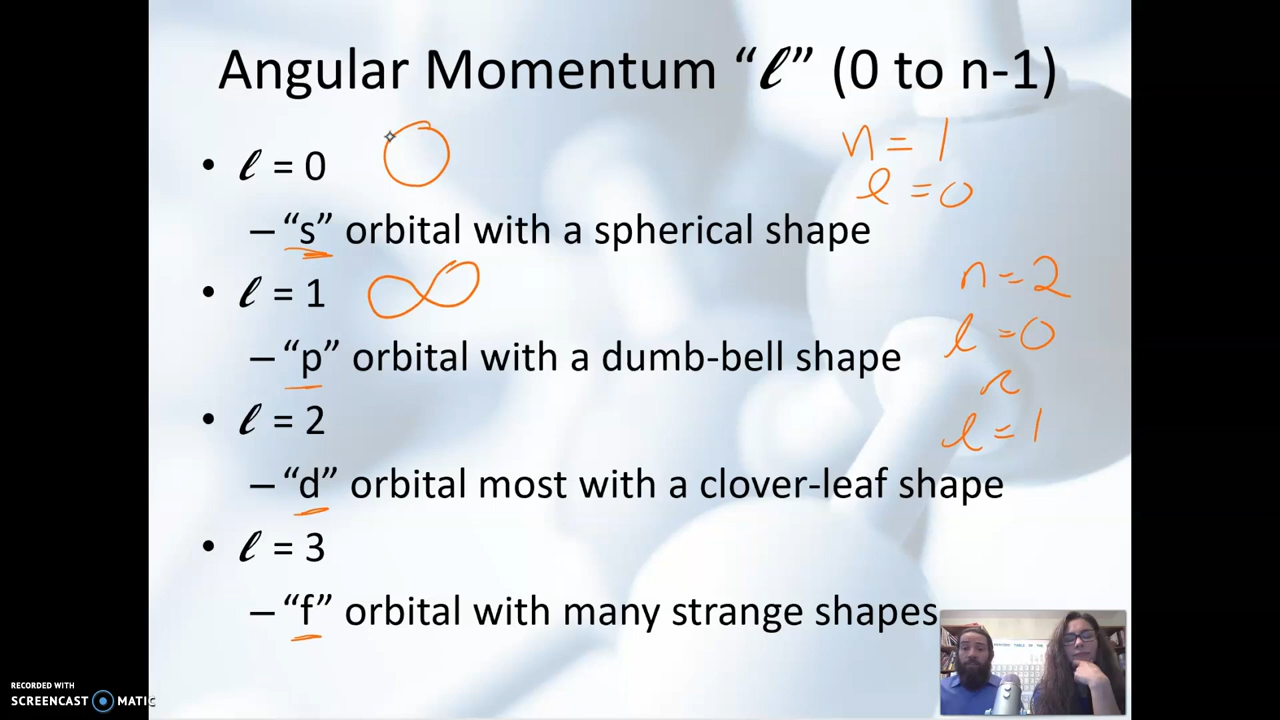 Angular Momentum “ℓ” (0 to n-1)
• ℓ = 0
– “s” orbital with a spherical shape
• ℓ = 1
– “p” orbital with a dumb-bell shape
• ℓ = 2
– “d” orbital most with a clover-leaf shape
• ℓ = 3
– “f” orbital with many strange shapes
n = 1
ℓ = 0
n = 2
ℓ = 0
ℓ = 1
RECORDED WITH
SCREENCAST MATIC